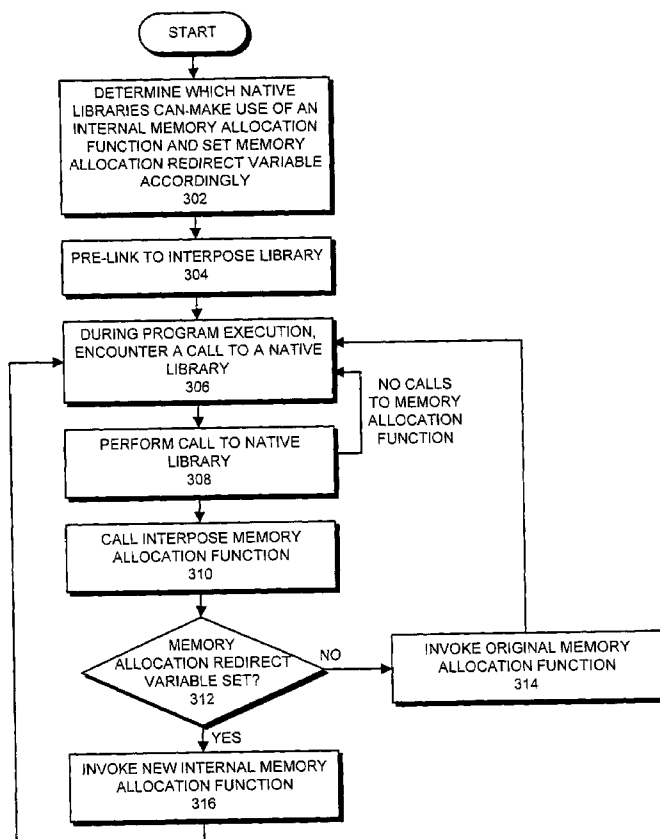 START
DETERMINE WHICH NATIVE
LIBRARIES CAN-MAKE USE OF AN
INTERNAL MEMORY ALLOCATION
FUNCTION AND SET MEMORY
ALLOCATION REDIRECT VARIABLE
ACCORDINGLY
302
PRE-LINK TO INTERPOSE LIBRARY
304
DURING PROGRAM EXECUTION,
ENCOUNTER A CALL TO A NATIVE
LIBRARY
306
NO CALLS
TO MEMORY
ALLOCATION
FUNCTION
PERFORM CALL TO NATIVE
LIBRARY
308
CALL INTERPOSE MEMORY
ALLOCATION FUNCTION
310
MEMORY
ALLOCATION REDIRECT
VARIABLE SET?
312
NO
INVOKE ORIGINAL MEMORY
ALLOCATION FUNCTION
314
YES
INVOKE NEW INTERNAL MEMORY
ALLOCATION FUNCTION
316